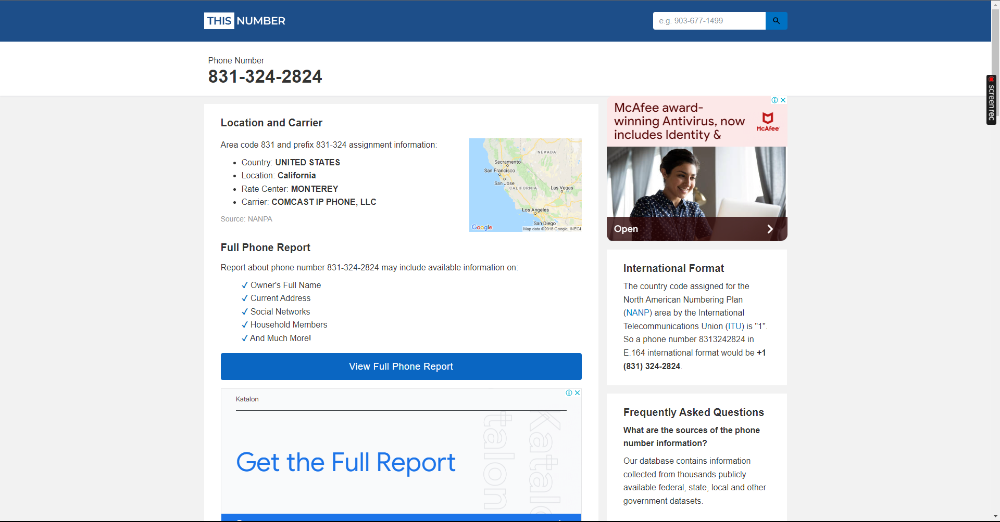 THIS NUMBER
e.g. 903-677-1499
Phone Number
831-324-2824
Location and Carrier
Area code 831 and prefix 831-324 assignment information:
Country: UNITED STATES
Location: California
Rate Center: MONTEREY
Carrier: COMCAST IP PHONE, LLC
Source: NANPA
NEVADA
Sacramento
San Francisco
San Jose
CALIFORNIA
Las Vegas
Los Angeles
San Diego
Google
Map data ©2018 Google, INEGI
Full Phone Report
Report about phone number 831-324-2824 may include available information on:
✓ Owner's Full Name
✓ Current Address
✓ Social Networks
✓ Household Members
✓ And Much More!
View Full Phone Report
Katalon
Get the Full Report
talon
Katalo
McAfee award-
winning Antivirus, now
includes Identity &
McAfee
Open
International Format
The country code assigned for the
North American Numbering Plan
(NANP) area by the International
Telecommunications Union (ITU) is "1".
So a phone number 8313242824 in
E.164 international format would be +1
(831) 324-2824.
Frequently Asked Questions
What are the sources of the phone
number information?
Our database contains information
collected from thousands publicly
available federal, state, local and other
government datasets.
screenrec